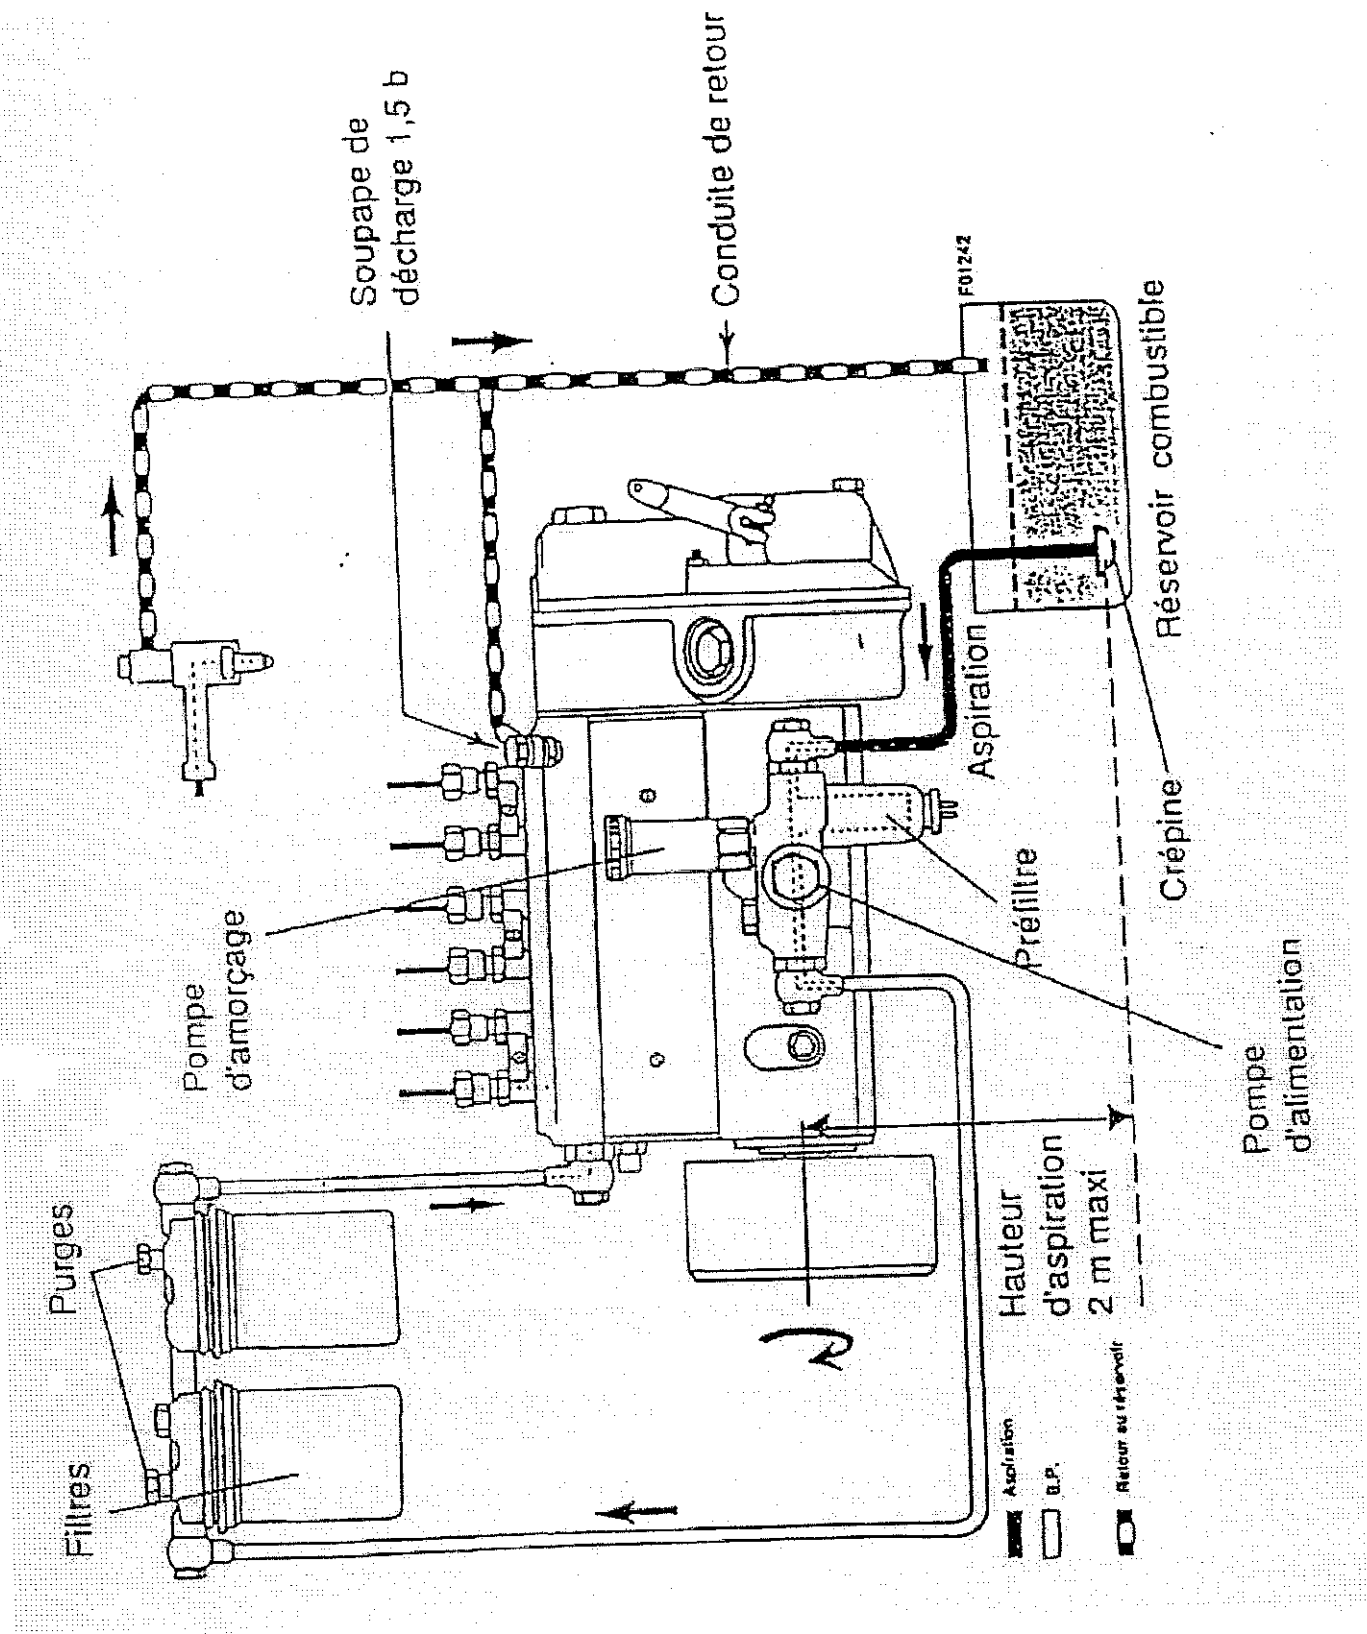 Filtres
Purges
Pompe
d'amorçage
Soupape de
décharge 1,5 b
Conduite de retour
F01242
Réservoir combustible
Aspiration
Crépine
Préfiltre
Pompe
d'alimentation
Hauteur
d'aspiration
2 m maxi
Aspiration
B.P.
Retour au réservoir